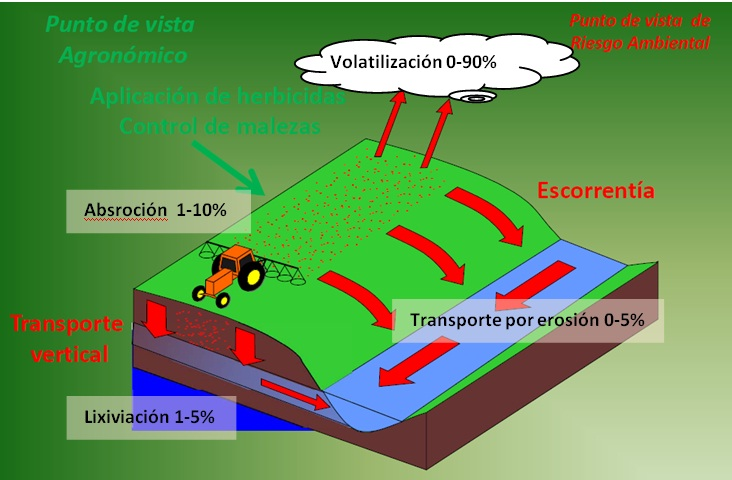 Punto de vista
Agronómico
Punto de vista de
Riesgo Ambiental
Volatilización 0-90%
Aplicación de herbicidas
Control de malezas
Absroción 1-10%
Escorrentía
Transporte
vertical
Transporte por erosión 0-5%
Lixiviación 1-5%